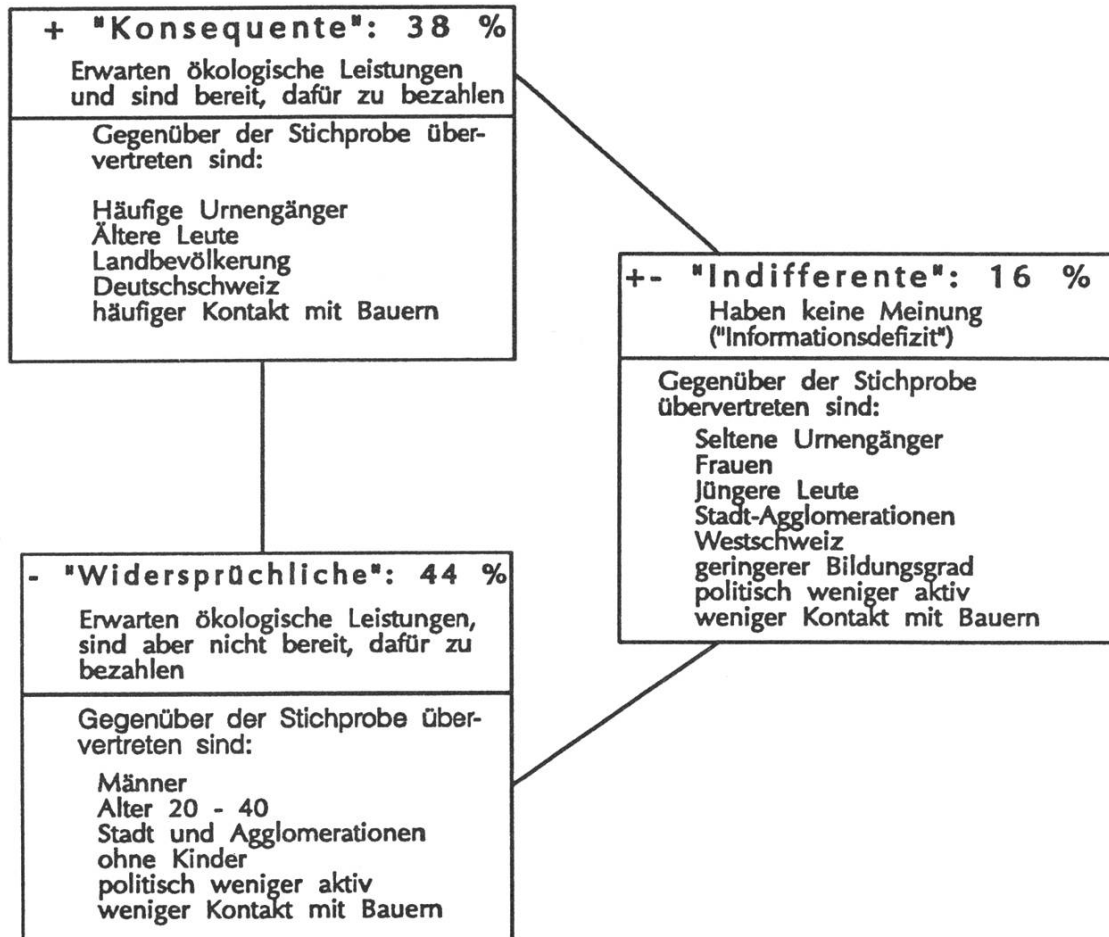 + "Konsequente": 38 %
Erwarten ökologische Leistungen
und sind bereit, dafür zu bezahlen
Gegenüber der Stichprobe über-
vertreten sind:
Häufige Urnengänger
Ältere Leute
Landbevölkerung
Deutschschweiz
häufiger Kontakt mit Bauern
+- "Indifferente": 16 %
Haben keine Meinung
("Informationsdefizit")
Gegenüber der Stichprobe
übervertreten sind:
Seltene Urnengänger
Frauen
Jüngere Leute
Stadt-Agglomerationen
Westschweiz
geringerer Bildungsgrad
politisch weniger aktiv
weniger Kontakt mit Bauern
- "Widersprüchliche": 44 %
Erwarten ökologische Leistungen,
sind aber nicht bereit, dafür zu
bezahlen
Gegenüber der Stichprobe über-
vertreten sind:
Männer
Alter 20 - 40
Stadt und Agglomerationen
ohne Kinder
politisch weniger aktiv
weniger Kontakt mit Bauern